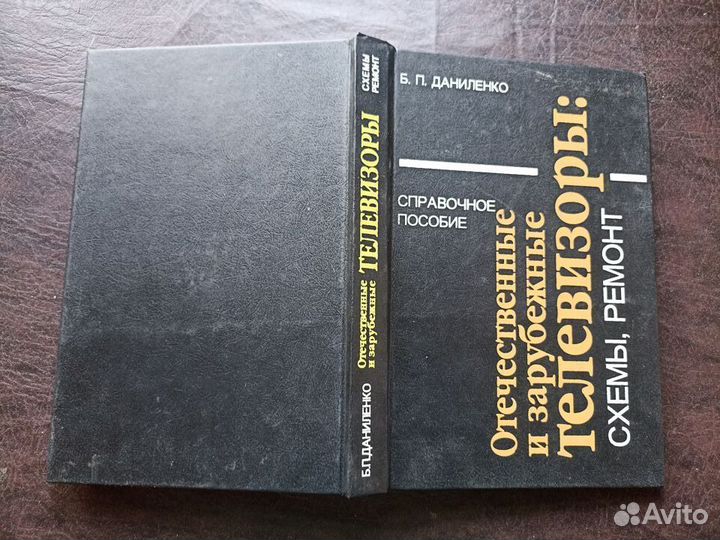 Б. П. ДАНИЛЕНКО
СПРАВОЧНОЕ
ПОСОБИЕ
Отечественные
и зарубежные
телевизоры:
СХЕМЫ, РЕМОНТ
Б.П.ДАНИЛЕНКО
Отечественные
и зарубежные
ТЕЛЕВИЗОРЫ
СХЕМЫ
РЕМОНТ
Avito